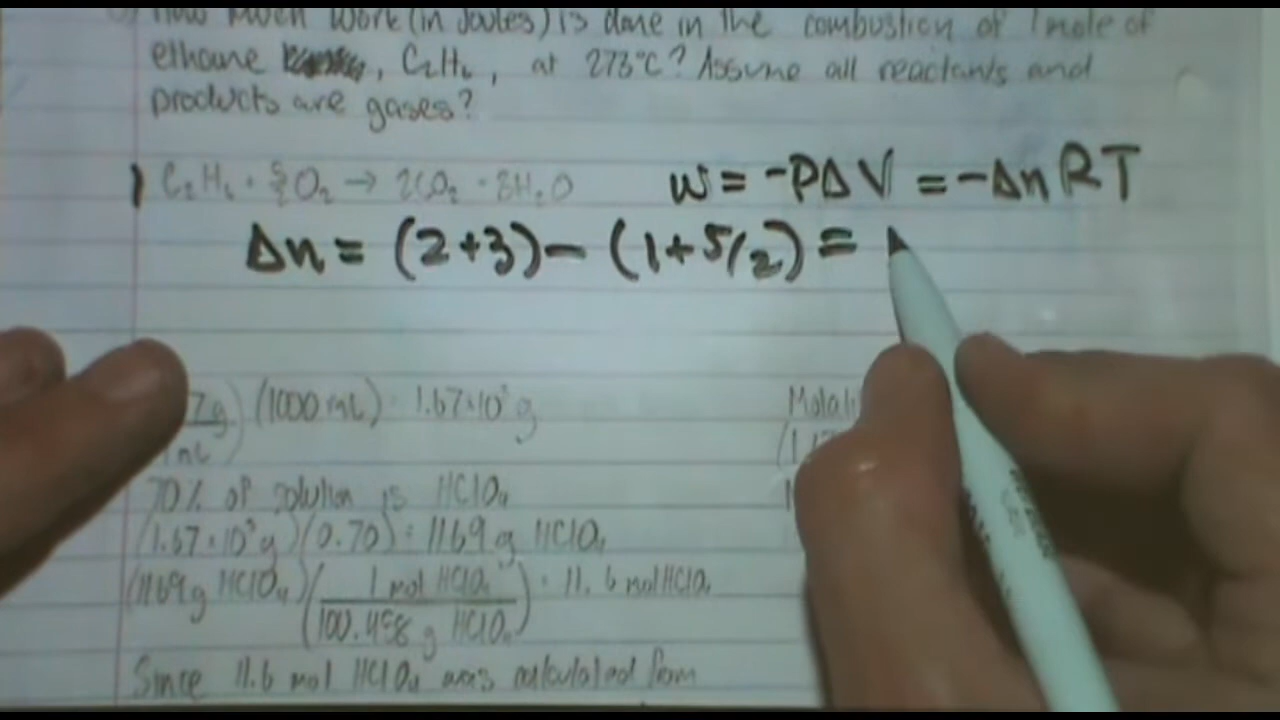 How Much Work (in Joules) is done in the combustion of 1 mole of
ethane , C₂H₆, at 273°C? Assume all reactants and
products are gases?
1 C₂H₆ + 5/2 O₂ → 2CO₂ + 3H₂O
w = -PΔV = -ΔnRT
Δn = (2+3) - (1+5/2) =
7g (1000 mL) = 1.67×10³ g
mL
70% of solution is HClO₄
(1.67×10³ g)(0.70) = 1169 g HClO₄
(1169 g HClO₄)(1 mol HClO₄ / 100.458 g HClO₄) = 11.6 mol HClO₄
Since 11.6 mol HClO₄ was calculated from